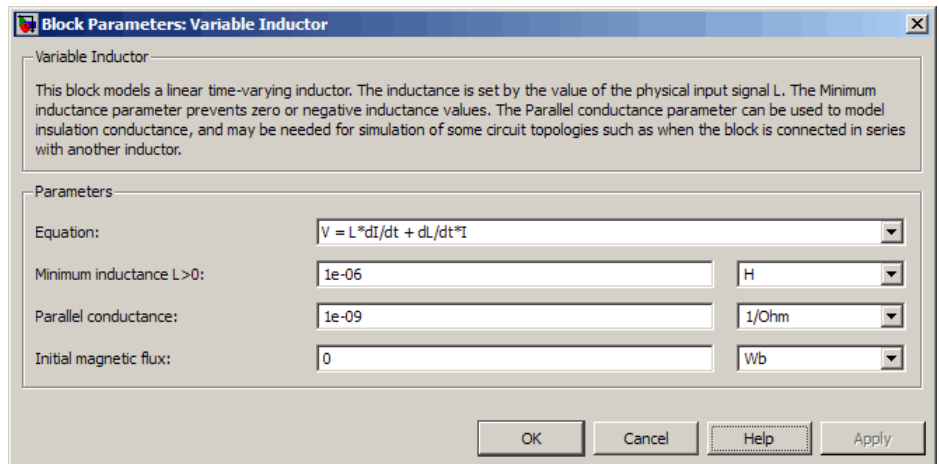 Block Parameters: Variable Inductor
Variable Inductor
This block models a linear time-varying inductor. The inductance is set by the value of the physical input signal L. The Minimum
inductance parameter prevents zero or negative inductance values. The Parallel conductance parameter can be used to model
insulation conductance, and may be needed for simulation of some circuit topologies such as when the block is connected in series
with another inductor.
Parameters
Equation: V = L*dI/dt + dL/dt*I
Minimum inductance L>0: 1e-06 H
Parallel conductance: 1e-09 1/Ohm
Initial magnetic flux: 0 Wb
OK Cancel Help Apply